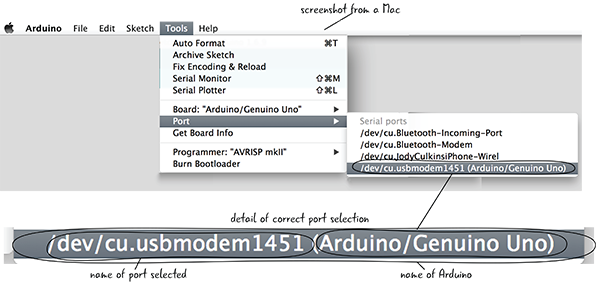 screenshot from a Mac
Arduino File Edit Sketch Tools Help
Auto Format ⌘T
Archive Sketch
Fix Encoding & Reload
Serial Monitor ⇧⌘M
Serial Plotter ⇧⌘L
Board: "Arduino/Genuino Uno"
Port
Get Board Info
Programmer: "AVRISP mkII"
Burn Bootloader
Serial ports
/dev/cu.Bluetooth-Incoming-Port
/dev/cu.Bluetooth-Modem
/dev/cu.JodyCulkinsiPhone-Wirel
/dev/cu.usbmodem1451 (Arduino/Genuino Uno)
detail of correct port selection
/dev/cu.usbmodem1451 (Arduino/Genuino Uno)
name of port selected
name of Arduino